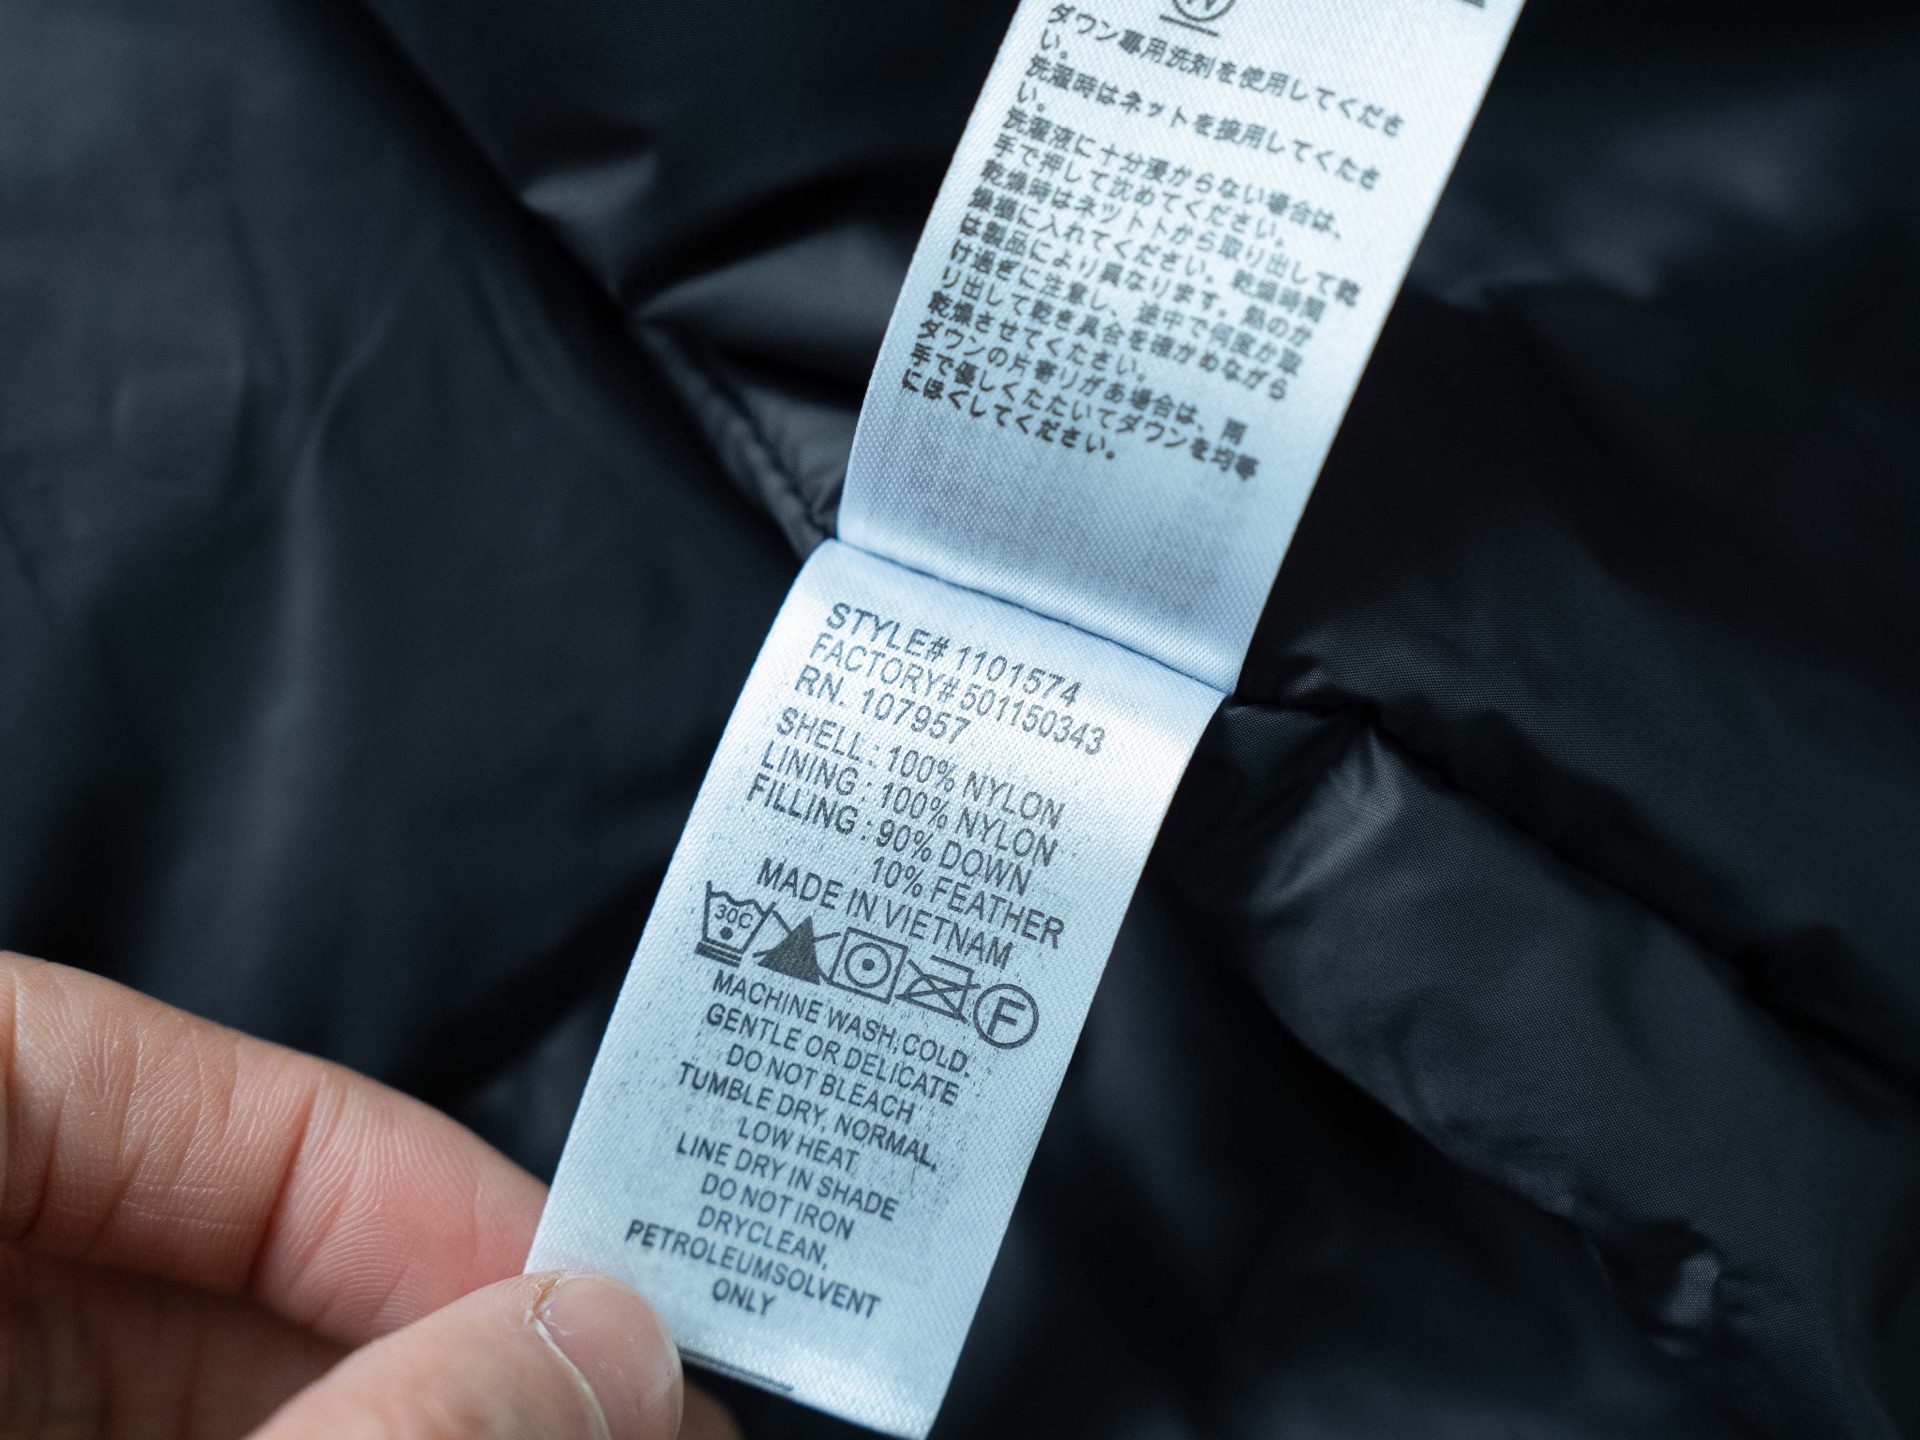 ダウン専用洗剤を使用してくださ
い。
洗濯時はネットを使用してくださ
い。
洗濯液に十分浸からない場合は、
手で押して沈めてください。
乾燥時はネットトから取り出して乾
燥機に入れてください。乾燥時間
は製品により異なります。熱のか
け過ぎに注意し、途中で何度か取
り出して乾き具合を確かめながら
乾燥させてください。
ダウンの片寄りがあ場合は、両
手で優しくたたいてダウンを均等
にほぐしてください。
STYLE# 1101574
FACTORY# 501150343
RN. 107957
SHELL : 100% NYLON
LINING : 100% NYLON
FILLING : 90% DOWN
10% FEATHER
MADE IN VIETNAM
30C F
MACHINE WASH,COLD.
GENTLE OR DELICATE
DO NOT BLEACH
TUMBLE DRY, NORMAL,
LOW HEAT
LINE DRY IN SHADE
DO NOT IRON
DRYCLEAN,
PETROLEUMSOLVENT
ONLY